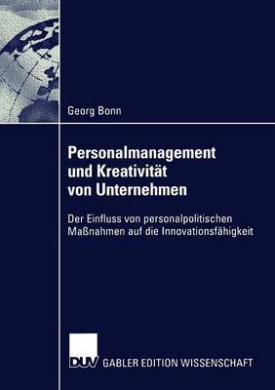 Georg Bonn
Personalmanagement
und Kreativität
von Unternehmen
Der Einfluss von personalpolitischen
Maßnahmen auf die Innovationsfähigkeit
DUV GABLER EDITION WISSENSCHAFT